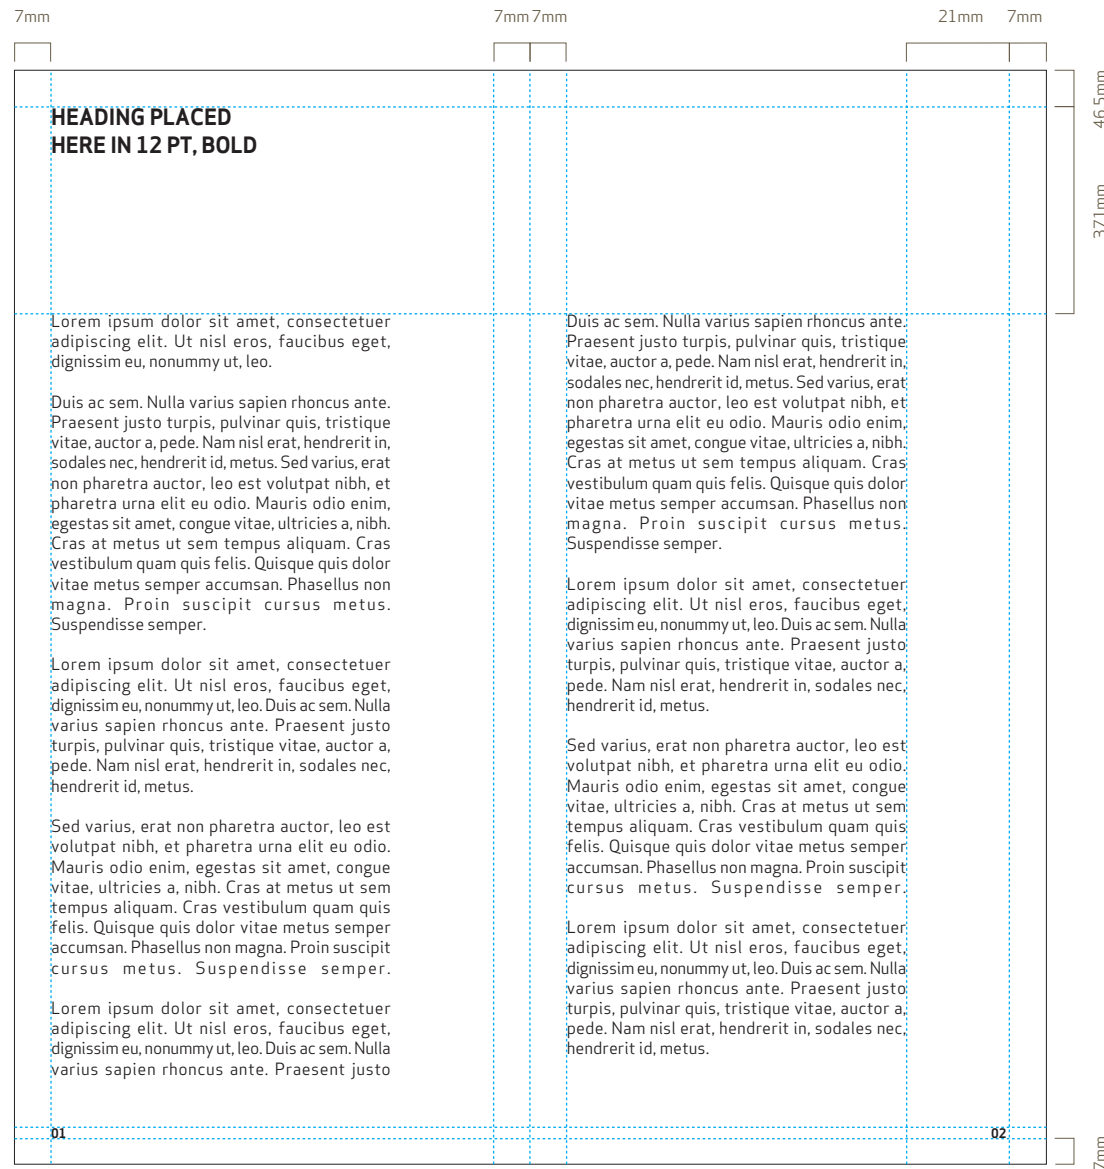 7mm
7mm 7mm
21mm 7mm
46.5mm
371mm
HEADING PLACED
HERE IN 12 PT, BOLD
Lorem ipsum dolor sit amet, consectetuer
adipiscing elit. Ut nisl eros, faucibus eget,
dignissim eu, nonummy ut, leo.
Duis ac sem. Nulla varius sapien rhoncus ante.
Praesent justo turpis, pulvinar quis, tristique
vitae, auctor a, pede. Nam nisl erat, hendrerit in,
sodales nec, hendrerit id, metus. Sed varius, erat
non pharetra auctor, leo est volutpat nibh, et
pharetra urna elit eu odio. Mauris odio enim,
egestas sit amet, congue vitae, ultricies a, nibh.
Cras at metus ut sem tempus aliquam. Cras
vestibulum quam quis felis. Quisque quis dolor
vitae metus semper accumsan. Phasellus non
magna. Proin suscipit cursus metus.
Suspendisse semper.
Lorem ipsum dolor sit amet, consectetuer
adipiscing elit. Ut nisl eros, faucibus eget,
dignissim eu, nonummy ut, leo. Duis ac sem. Nulla
varius sapien rhoncus ante. Praesent justo
turpis, pulvinar quis, tristique vitae, auctor a,
pede. Nam nisl erat, hendrerit in, sodales nec,
hendrerit id, metus.
Sed varius, erat non pharetra auctor, leo est
volutpat nibh, et pharetra urna elit eu odio.
Mauris odio enim, egestas sit amet, congue
vitae, ultricies a, nibh. Cras at metus ut sem
tempus aliquam. Cras vestibulum quam quis
felis. Quisque quis dolor vitae metus semper
accumsan. Phasellus non magna. Proin suscipit
cursus metus. Suspendisse semper.
Lorem ipsum dolor sit amet, consectetuer
adipiscing elit. Ut nisl eros, faucibus eget,
dignissim eu, nonummy ut, leo. Duis ac sem. Nulla
varius sapien rhoncus ante. Praesent justo
Duis ac sem. Nulla varius sapien rhoncus ante.
Praesent justo turpis, pulvinar quis, tristique
vitae, auctor a, pede. Nam nisl erat, hendrerit in,
sodales nec, hendrerit id, metus. Sed varius, erat
non pharetra auctor, leo est volutpat nibh, et
pharetra urna elit eu odio. Mauris odio enim,
egestas sit amet, congue vitae, ultricies a, nibh.
Cras at metus ut sem tempus aliquam. Cras
vestibulum quam quis felis. Quisque quis dolor
vitae metus semper accumsan. Phasellus non
magna. Proin suscipit cursus metus.
Suspendisse semper.
Lorem ipsum dolor sit amet, consectetuer
adipiscing elit. Ut nisl eros, faucibus eget,
dignissim eu, nonummy ut, leo. Duis ac sem. Nulla
varius sapien rhoncus ante. Praesent justo
turpis, pulvinar quis, tristique vitae, auctor a,
pede. Nam nisl erat, hendrerit in, sodales nec,
hendrerit id, metus.
Sed varius, erat non pharetra auctor, leo est
volutpat nibh, et pharetra urna elit eu odio.
Mauris odio enim, egestas sit amet, congue
vitae, ultricies a, nibh. Cras at metus ut sem
tempus aliquam. Cras vestibulum quam quis
felis. Quisque quis dolor vitae metus semper
accumsan. Phasellus non magna. Proin suscipit
cursus metus. Suspendisse semper.
Lorem ipsum dolor sit amet, consectetuer
adipiscing elit. Ut nisl eros, faucibus eget,
dignissim eu, nonummy ut, leo. Duis ac sem. Nulla
varius sapien rhoncus ante. Praesent justo
turpis, pulvinar quis, tristique vitae, auctor a,
pede. Nam nisl erat, hendrerit in, sodales nec,
hendrerit id, metus.
01
02
7mm